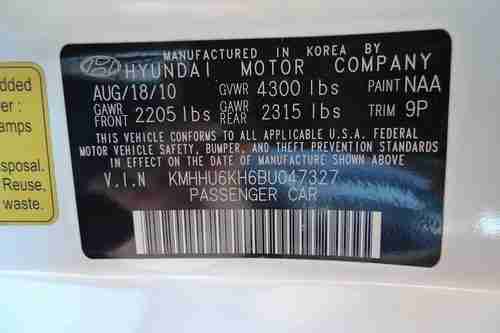 MANUFACTURED IN KOREA BY
HYUNDAI MOTOR COMPANY
AUG/18/10 GVWR 4300 lbs PAINT NAA
GAWR FRONT 2205 lbs GAWR REAR 2315 lbs TRIM 9P
THIS VEHICLE CONFORMS TO ALL APPLICABLE U.S.A. FEDERAL
MOTOR VEHICLE SAFETY, BUMPER, AND THEFT PREVENTION STANDARDS
IN EFFECT ON THE DATE OF MANUFACTURE SHOWN ABOVE.
V.I.N KMHHU6KH6BU047327
PASSENGER CAR
dded
er :
amps
Reuse,
waste.